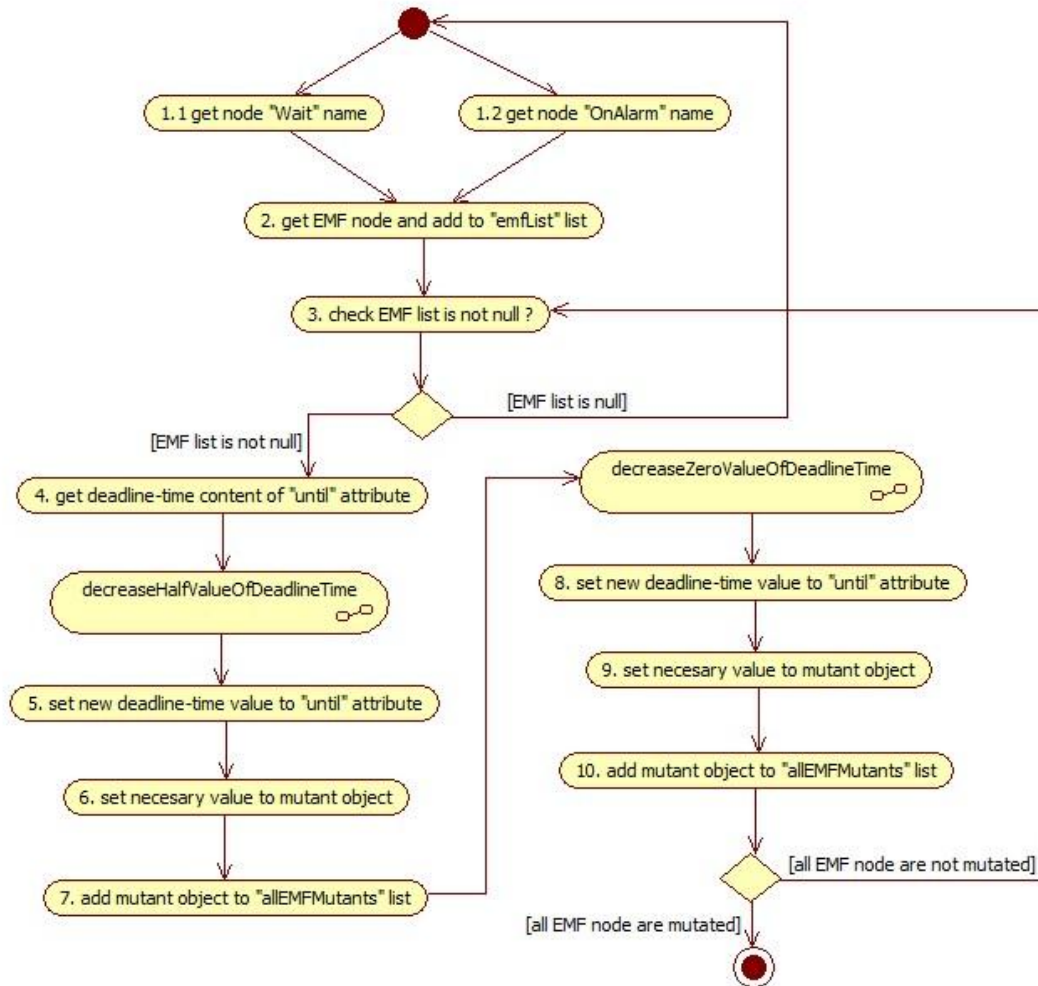 1.1 get node "Wait" name
1.2 get node "OnAlarm" name
2. get EMF node and add to "emfList" list
3. check EMF list is not null ?
[EMF list is null]
[EMF list is not null]
4. get deadline-time content of "until" attribute
decreaseHalfValueOfDeadlineTime
5. set new deadline-time value to "until" attribute
6. set necesary value to mutant object
7. add mutant object to "allEMFMutants" list
decreaseZeroValueOfDeadlineTime
8. set new deadline-time value to "until" attribute
9. set necesary value to mutant object
10. add mutant object to "allEMFMutants" list
[all EMF node are not mutated]
[all EMF node are mutated]